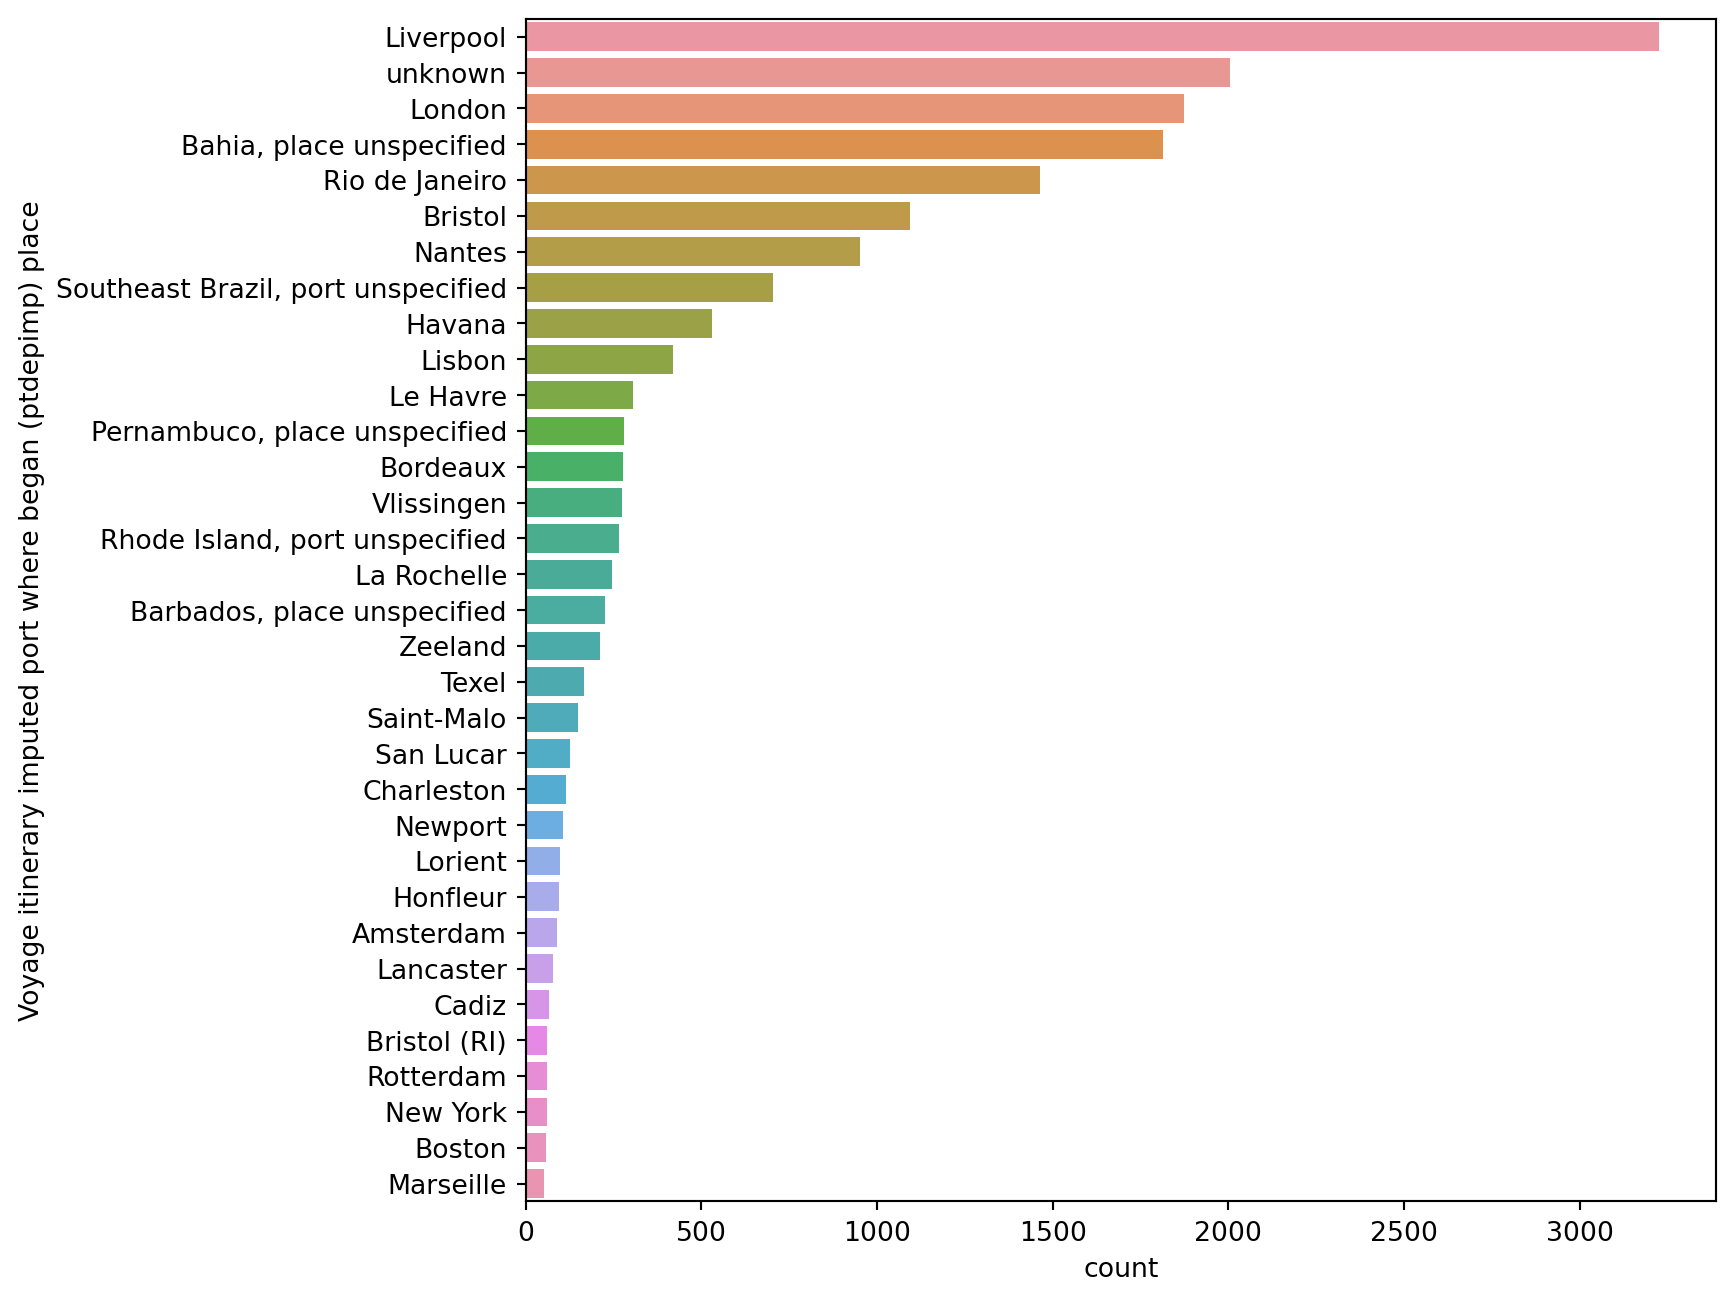 Voyage itinerary imputed port where began (ptdepimp) place
Liverpool
unknown
London
Bahia, place unspecified
Rio de Janeiro
Bristol
Nantes
Southeast Brazil, port unspecified
Havana
Lisbon
Le Havre
Pernambuco, place unspecified
Bordeaux
Vlissingen
Rhode Island, port unspecified
La Rochelle
Barbados, place unspecified
Zeeland
Texel
Saint-Malo
San Lucar
Charleston
Newport
Lorient
Honfleur
Amsterdam
Lancaster
Cadiz
Bristol (RI)
Rotterdam
New York
Boston
Marseille
0 500 1000 1500 2000 2500 3000
count